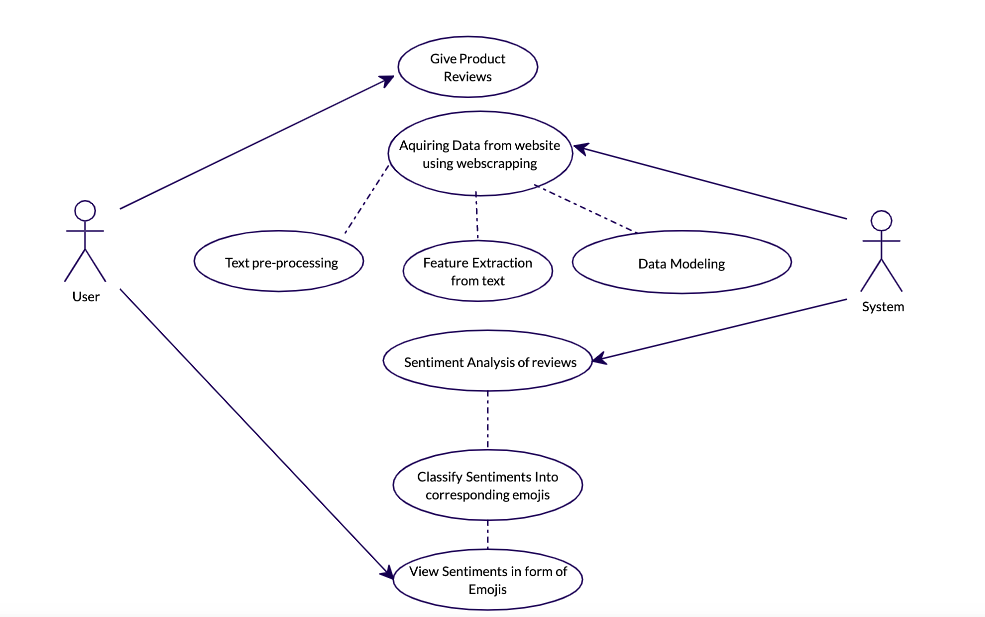 Give Product
Reviews
Aquiring Data from website
using webscrapping
Text pre-processing
Feature Extraction
from text
Data Modeling
User
System
Sentiment Analysis of reviews
Classify Sentiments Into
corresponding emojis
View Sentiments in form of
Emojis